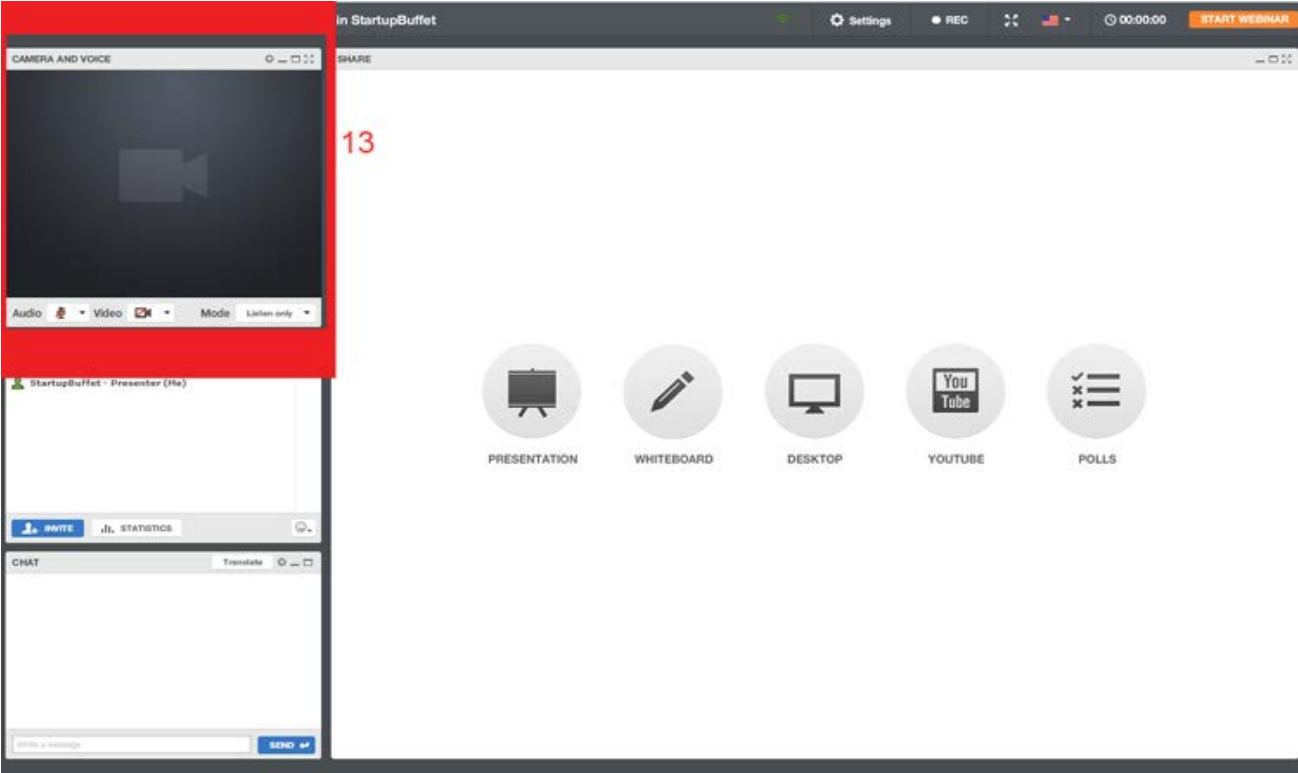 in StartupBuffet
Settings
REC
00:00:00
START WEBINAR
CAMERA AND VOICE
SHARE
13
Audio
Video
Mode
Listen only
StartupBuffet - Presenter (Me)
You
Tube
PRESENTATION
WHITEBOARD
DESKTOP
YOUTUBE
POLLS
INVITE
STATISTICS
CHAT
Translate
Write a message
SEND